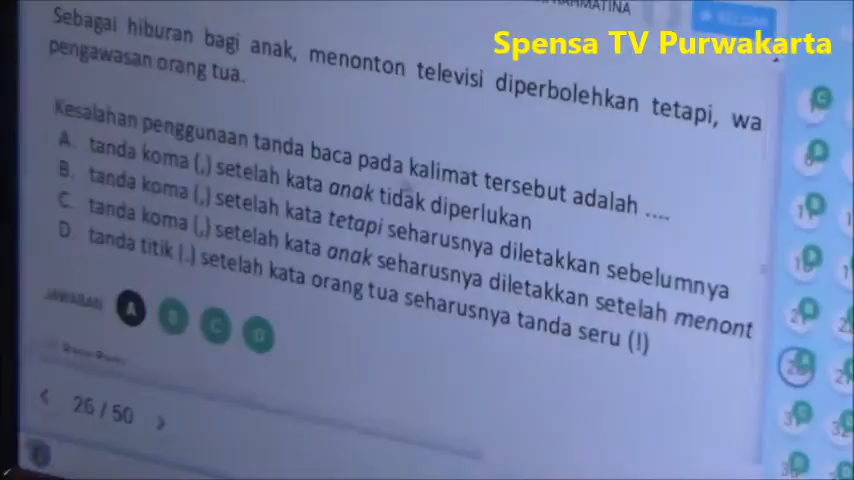 Spensa TV Purwakarta
Sebagai hiburan bagi anak, menonton televisi diperbolehkan tetapi, wa
pengawasan orang tua.
Kesalahan penggunaan tanda baca pada kalimat tersebut adalah ....
A. tanda koma (,) setelah kata anak tidak diperlukan
B. tanda koma (,) setelah kata tetapi seharusnya diletakkan sebelumnya
C. tanda koma (,) setelah kata anak seharusnya diletakkan setelah menont
D. tanda titik (.) setelah kata orang tua seharusnya tanda seru (!)
JAWABAN A B C D
26 / 50